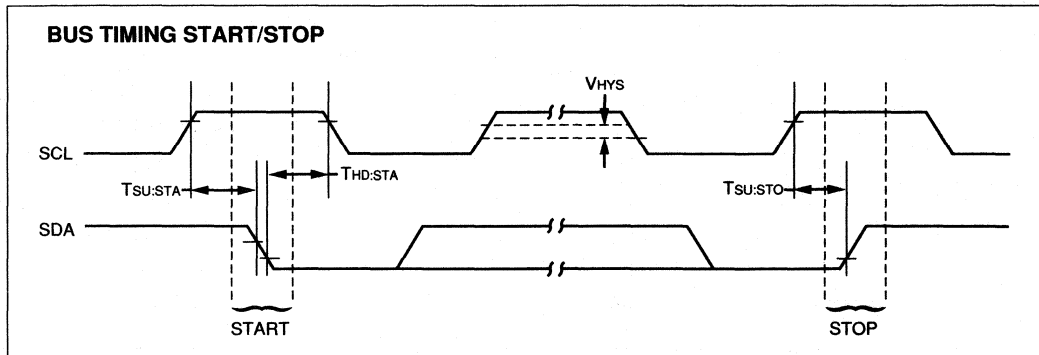 BUS TIMING START/STOP
VHYS
SCL
TSU:STA
THD:STA
TSU:STO
SDA
START
STOP